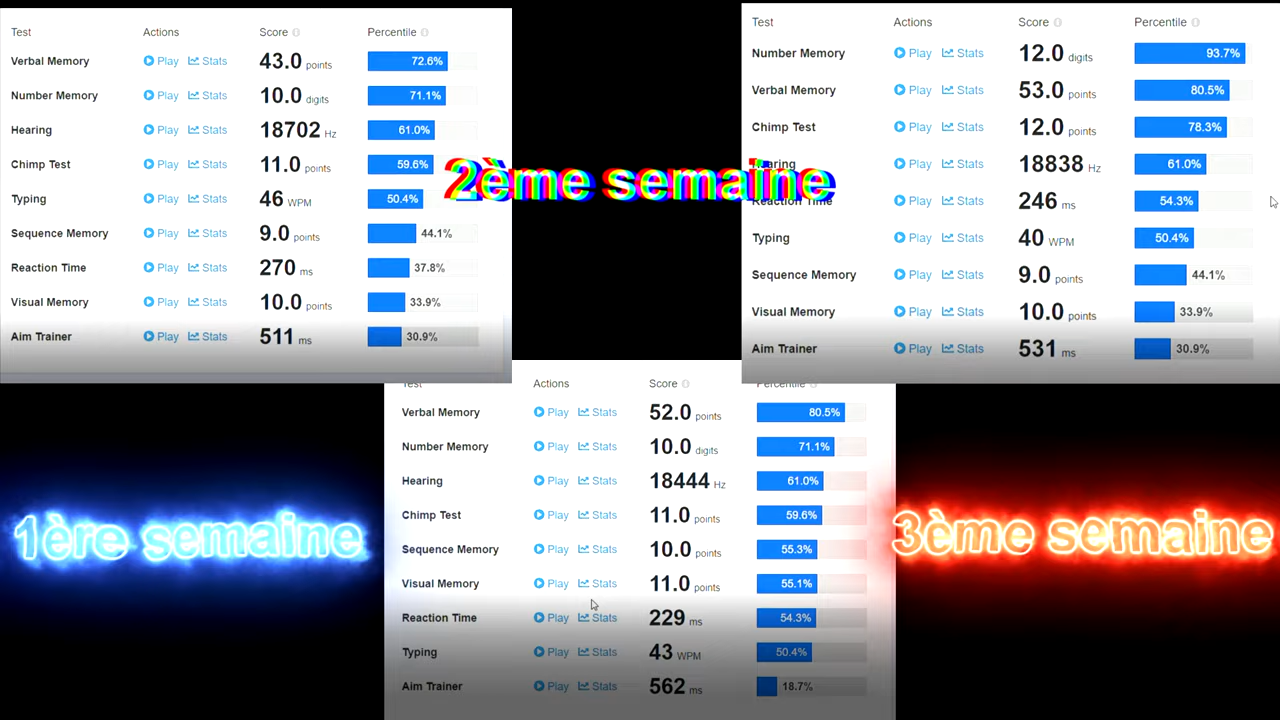 Test Actions Score Percentile
Verbal Memory Play Stats 43.0 points 72.6%
Number Memory Play Stats 10.0 digits 71.1%
Hearing Play Stats 18702 Hz 61.0%
Chimp Test Play Stats 11.0 points 59.6%
Typing Play Stats 46 WPM 50.4%
Sequence Memory Play Stats 9.0 points 44.1%
Reaction Time Play Stats 270 ms 37.8%
Visual Memory Play Stats 10.0 points 33.9%
Aim Trainer Play Stats 511 ms 30.9%
2ème semaine
Test Actions Score Percentile
Number Memory Play Stats 12.0 digits 93.7%
Verbal Memory Play Stats 53.0 points 80.5%
Chimp Test Play Stats 12.0 points 78.3%
Hearing Play Stats 18838 Hz 61.0%
Reaction Time Play Stats 246 ms 54.3%
Typing Play Stats 40 WPM 50.4%
Sequence Memory Play Stats 9.0 points 44.1%
Visual Memory Play Stats 10.0 points 33.9%
Aim Trainer Play Stats 531 ms 30.9%
1ère semaine
Test Actions Score Percentile
Verbal Memory Play Stats 52.0 points 80.5%
Number Memory Play Stats 10.0 digits 71.1%
Hearing Play Stats 18444 Hz 61.0%
Chimp Test Play Stats 11.0 points 59.6%
Sequence Memory Play Stats 10.0 points 55.3%
Visual Memory Play Stats 11.0 points 55.1%
Reaction Time Play Stats 229 ms 54.3%
Typing Play Stats 43 WPM 50.4%
Aim Trainer Play Stats 562 ms 18.7%
3ème semaine